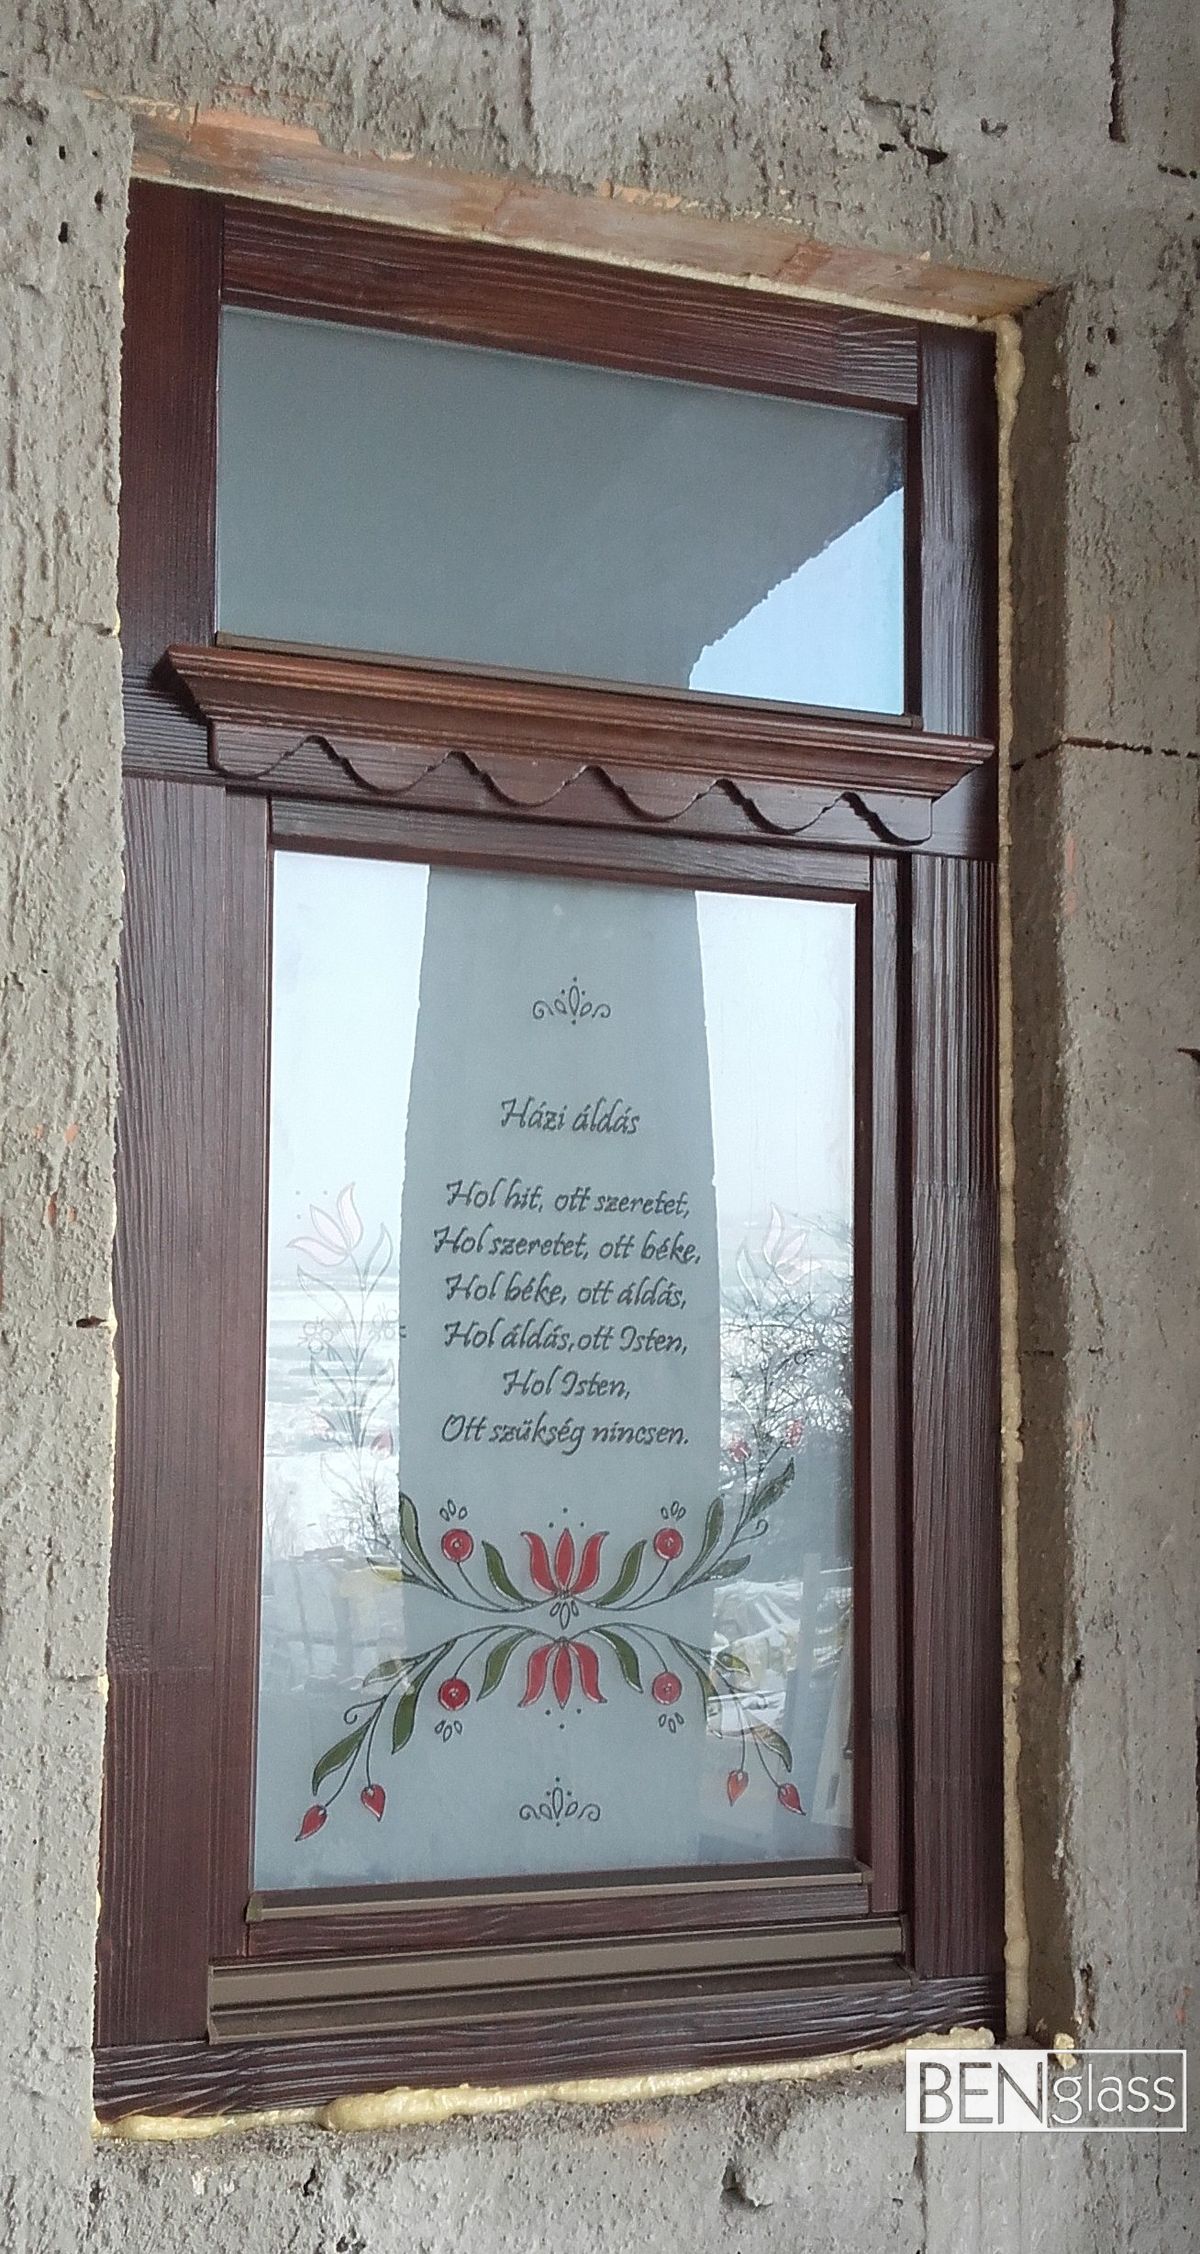 Házi áldás
Hol hit, ott szeretet,
Hol szeretet, ott béke,
Hol béke, ott áldás,
Hol áldás, ott Isten,
Hol Isten,
Ott szükség nincsen.
BENglass